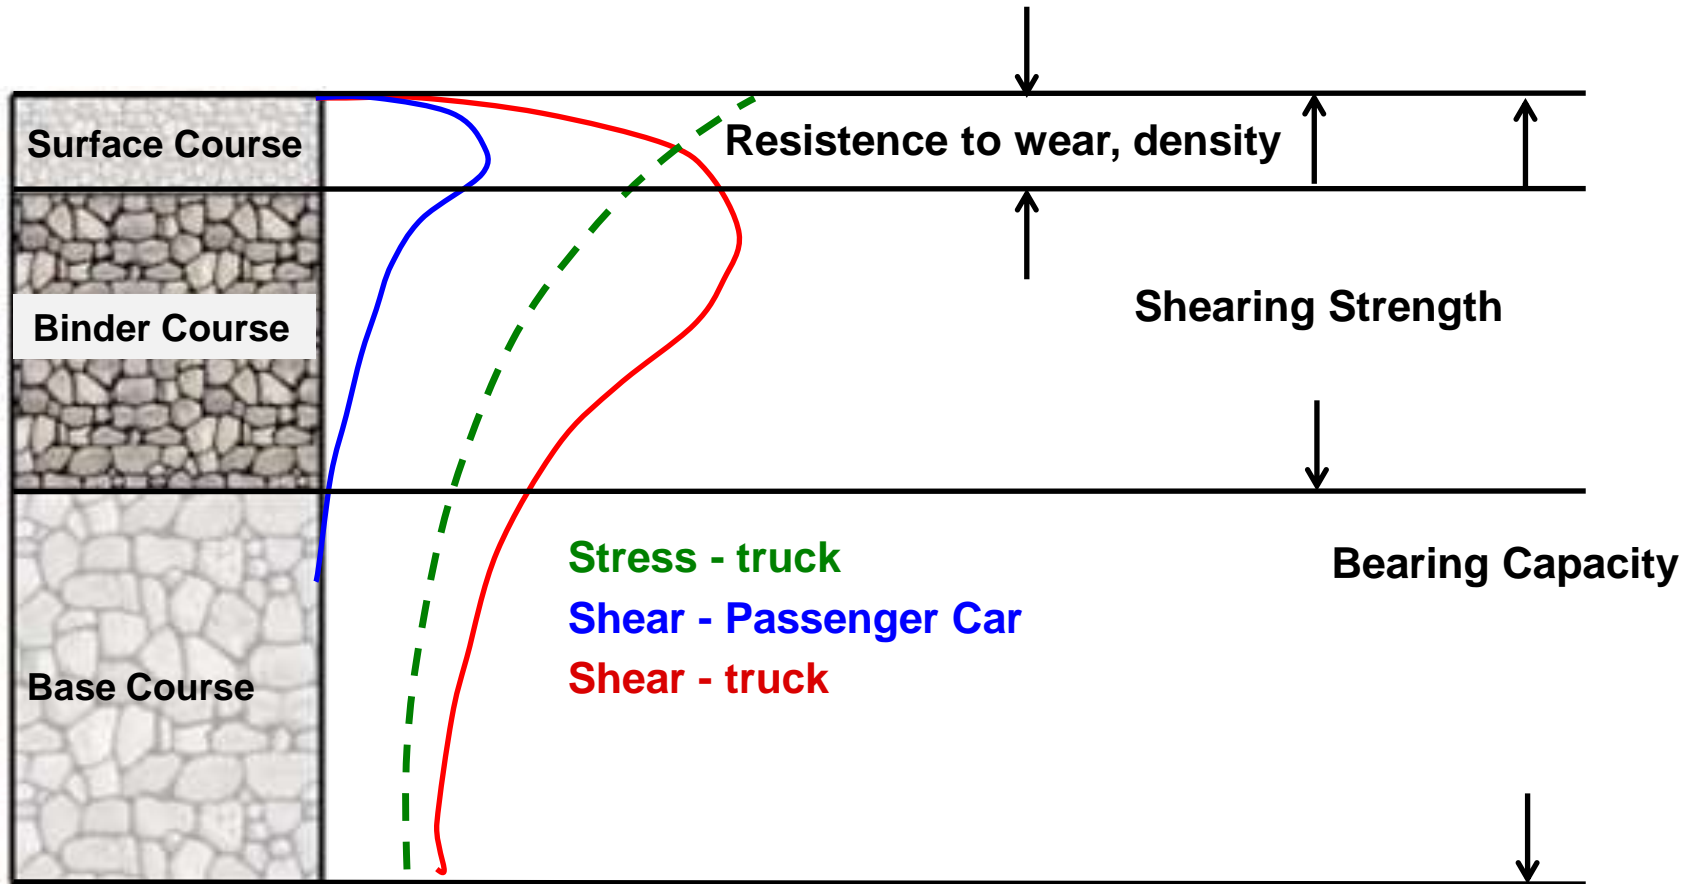 Surface Course
Resistence to wear, density
Binder Course
Shearing Strength
Stress - truck
Bearing Capacity
Shear - Passenger Car
Shear - truck
Base Course